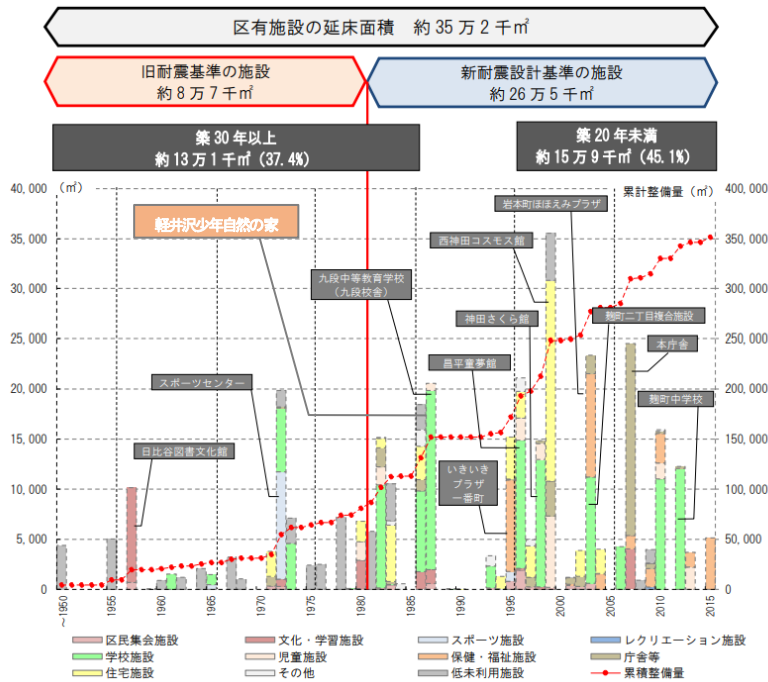 区有施設の延床面積　約 35 万 2 千㎡
旧耐震基準の施設
約 8 万 7 千㎡
新耐震設計基準の施設
約 26 万 5 千㎡
築 30 年以上
約 13 万 1 千㎡（37.4%）
築 20 年未満
約 15 万 9 千㎡（45.1%）
40,000 （㎡）
累計整備量（㎡） 400,000
岩本町ほほえみプラザ
軽井沢少年自然の家
35,000
350,000
西神田コスモス館
九段中等教育学校
（九段校舎）
30,000
300,000
神田さくら館
麹町二丁目複合施設
25,000
250,000
本庁舎
昌平童夢館
スポーツセンター
20,000
200,000
麹町中学校
15,000
150,000
日比谷図書文化館
いきいき
プラザ
一番町
10,000
100,000
5,000
50,000
0
0
～1950
1955
1960
1965
1970
1975
1980
1985
1990
1995
2000
2005
2010
2015
区民集会施設
文化・学習施設
スポーツ施設
レクリエーション施設
学校施設
児童施設
保健・福祉施設
庁舎等
住宅施設
その他
低未利用施設
累積整備量